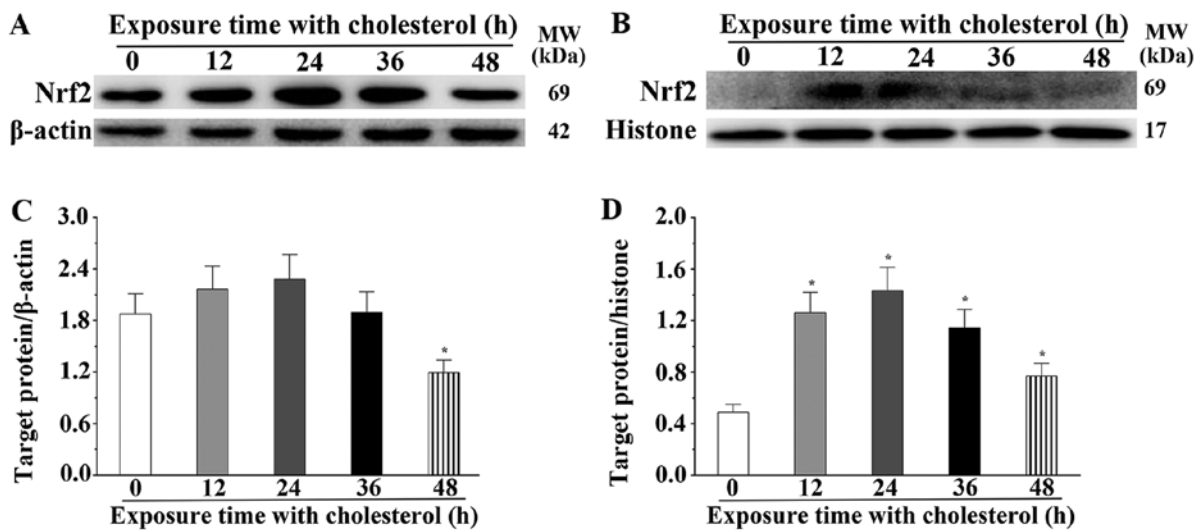 A
Exposure time with cholesterol (h)
MW
(kDa)
0 12 24 36 48
Nrf2 69
β-actin 42
B
Exposure time with cholesterol (h)
MW
(kDa)
0 12 24 36 48
Nrf2 69
Histone 17
C
Target protein/β-actin
3.0
2.4
1.8
1.2
0.6
0.0
*
0 12 24 36 48
Exposure time with cholesterol (h)
D
Target protein/histone
2.0
1.6
1.2
0.8
0.4
0.0
* * * *
0 12 24 36 48
Exposure time with cholesterol (h)